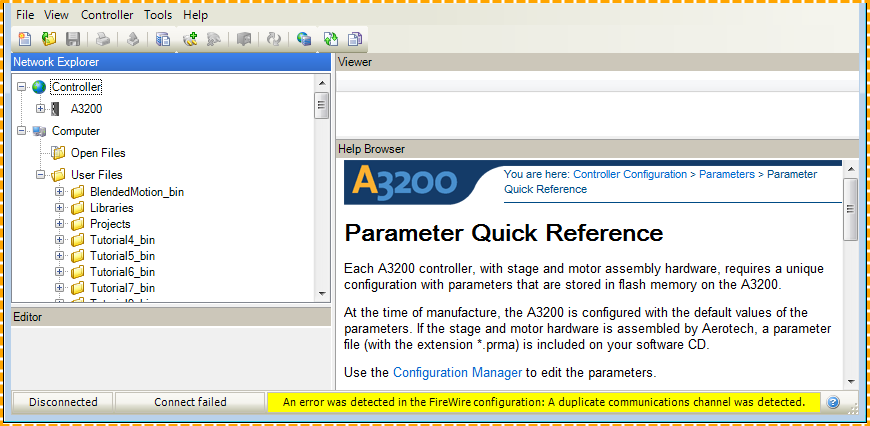 File View Controller Tools Help
Network Explorer
Controller
A3200
Computer
Open Files
User Files
BlendedMotion_bin
Libraries
Projects
Tutorial4_bin
Tutorial5_bin
Tutorial6_bin
Tutorial7_bin
Editor
Viewer
Help Browser
A3200
You are here: Controller Configuration > Parameters > Parameter
Quick Reference
Parameter Quick Reference
Each A3200 controller, with stage and motor assembly hardware, requires a unique
configuration with parameters that are stored in flash memory on the A3200.
At the time of manufacture, the A3200 is configured with the default values of the
parameters. If the stage and motor hardware is assembled by Aerotech, a parameter
file (with the extension *.prma) is included on your software CD.
Use the Configuration Manager to edit the parameters.
Disconnected
Connect failed
An error was detected in the FireWire configuration: A duplicate communications channel was detected.